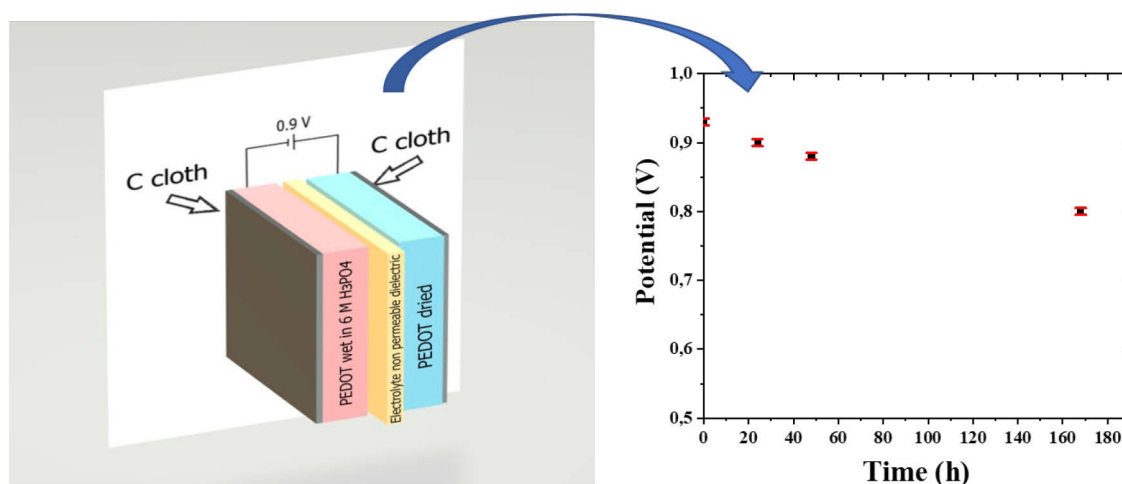 0.9 V
C cloth
C cloth
PEDOT wet in 6 M H3PO4
Electrolyte non permeable dielectric
PEDOT dried
Potential (V)
1,0
0,9
0,8
0,7
0,6
0,5
0 20 40 60 80 100 120 140 160 180
Time (h)